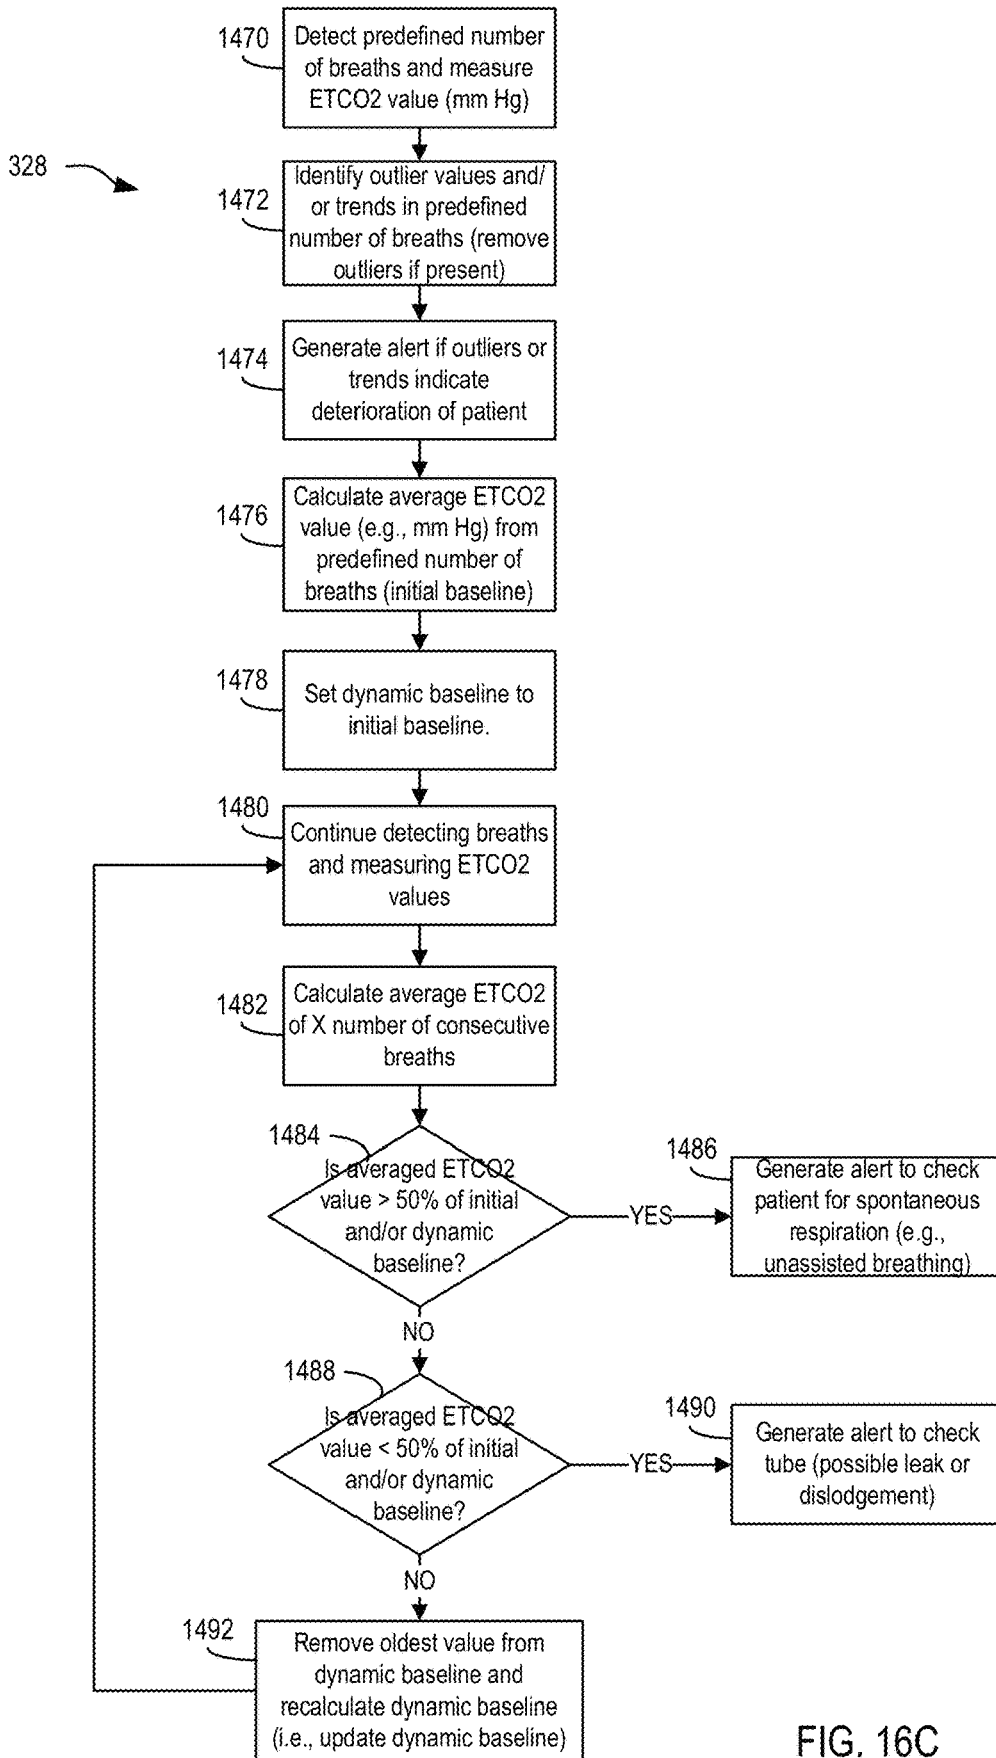 1470
Detect predefined number
of breaths and measure
ETCO2 value (mm Hg)
328
1472
Identify outlier values and/
or trends in predefined
number of breaths (remove
outliers if present)
1474
Generate alert if outliers or
trends indicate
deterioration of patient
1476
Calculate average ETCO2
value (e.g., mm Hg) from
predefined number of
breaths (initial baseline)
1478
Set dynamic baseline to
initial baseline.
1480
Continue detecting breaths
and measuring ETCO2
values
1482
Calculate average ETCO2
of X number of consecutive
breaths
1484
Is averaged ETCO2
value > 50% of initial
and/or dynamic
baseline?
YES
1486
Generate alert to check
patient for spontaneous
respiration (e.g.,
unassisted breathing)
NO
1488
Is averaged ETCO2
value < 50% of initial
and/or dynamic
baseline?
YES
1490
Generate alert to check
tube (possible leak or
dislodgement)
NO
1492
Remove oldest value from
dynamic baseline and
recalculate dynamic baseline
(i.e., update dynamic baseline)
FIG. 16C